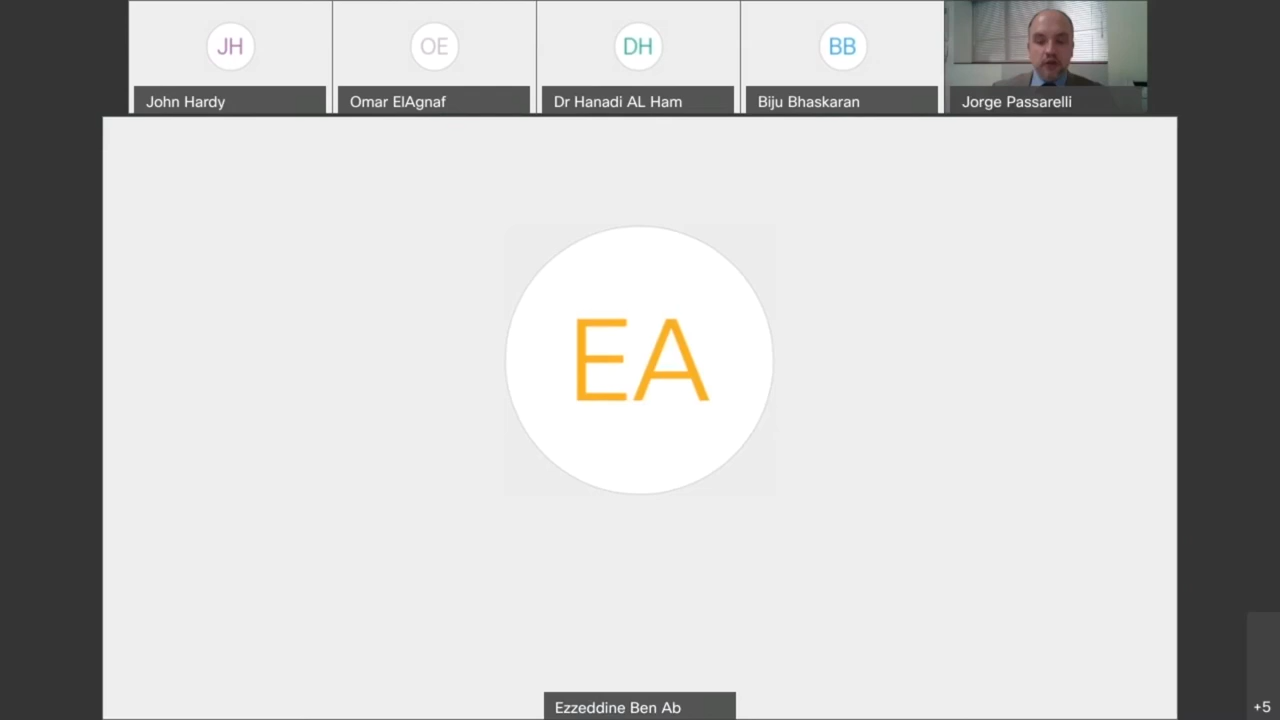 JH
John Hardy
OE
Omar ElAgnaf
DH
Dr Hanadi AL Ham
BB
Biju Bhaskaran
Jorge Passarelli
EA
Ezzeddine Ben Ab
+5